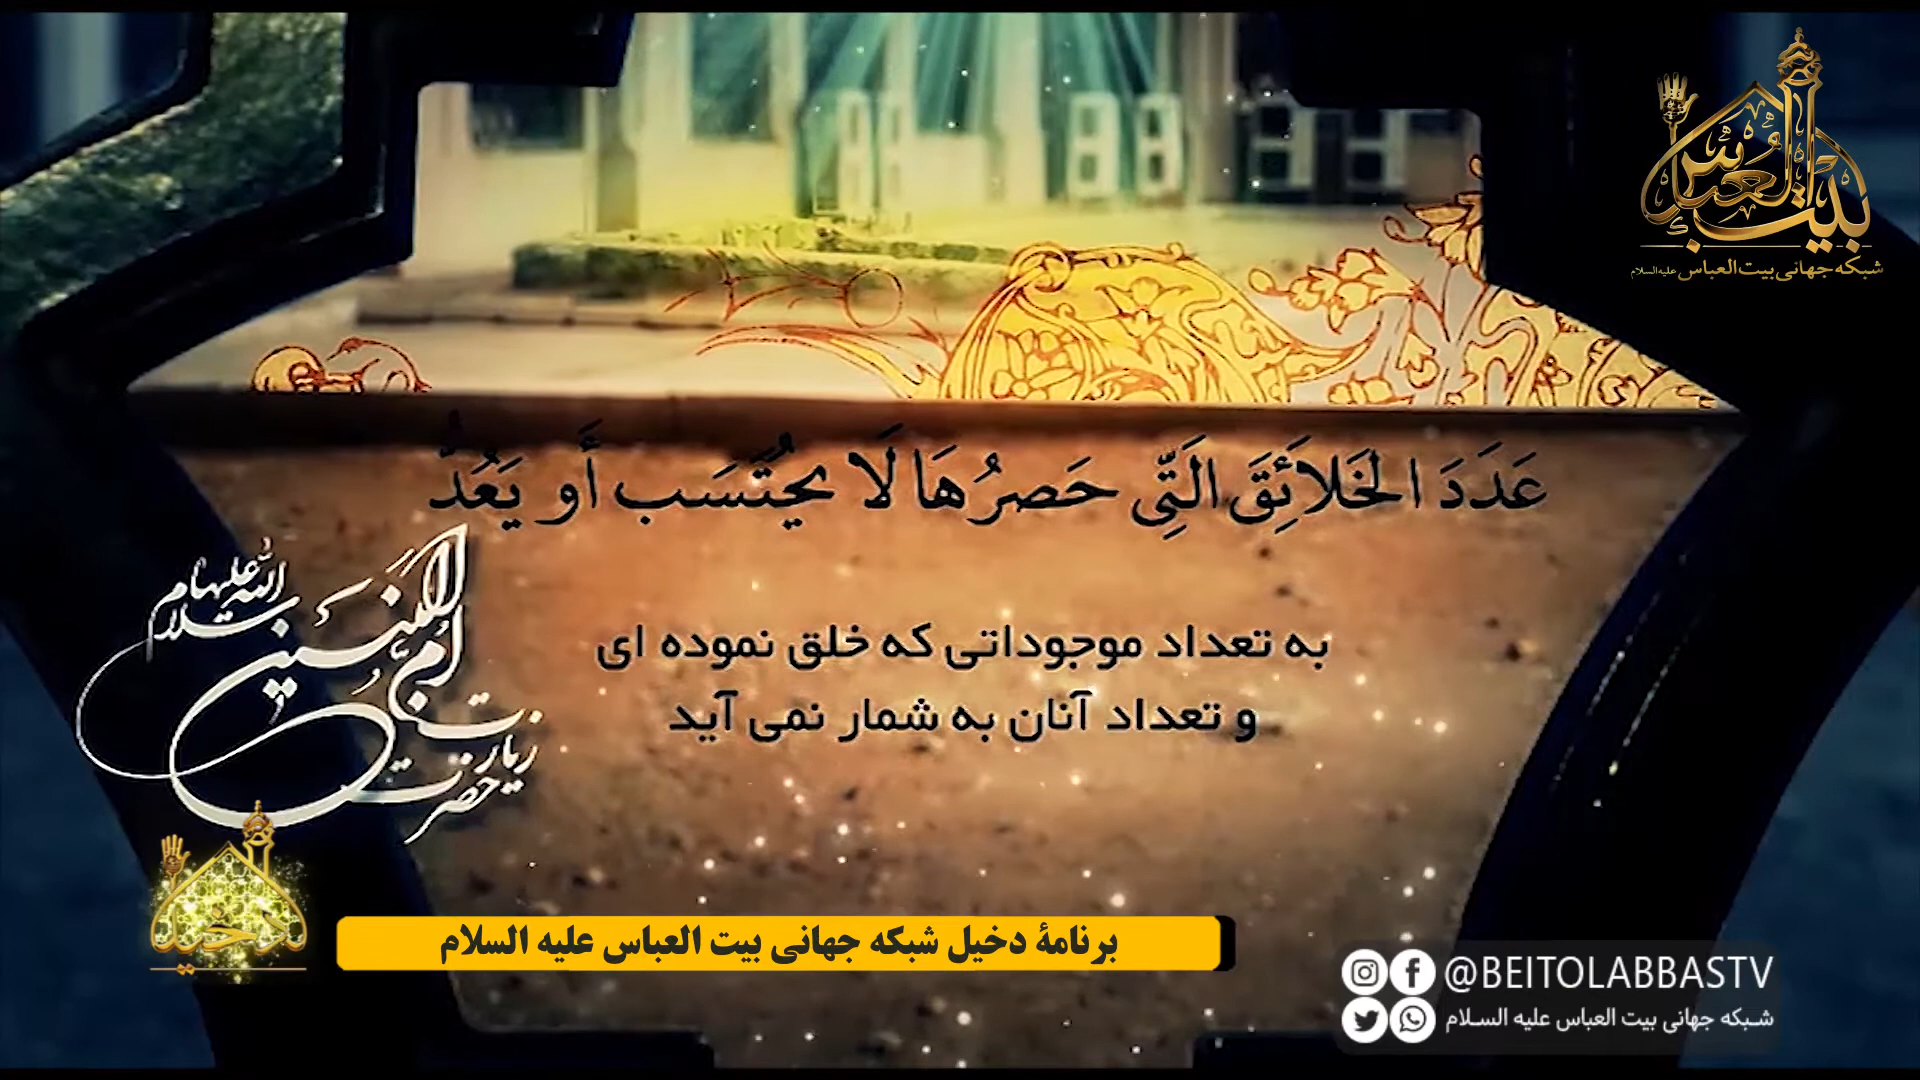 بیت العباس
شبکه جهانی بیت العباس علیه السلام
عَدَدَ الخَلَائِقَ الَّتِّی حَصرُهَا لَا یحُتَسَب أَو یَعُدُّ
به تعداد موجوداتی که خلق نموده ای
و تعداد آنان به شمار نمی آید
زیارت حضرت
ام البنین
سلام الله علیها
دخیل
برنامۀ دخیل شبکه جهانی بیت العباس علیه السلام
@BEITOLABBASTV
شبکه جهانی بیت العباس علیه السلام